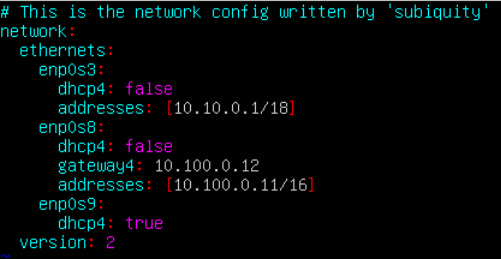 # This is the network config written by 'subiquity'
network:
  ethernets:
    enp0s3:
      dhcp4: false
      addresses: [10.10.0.1/18]
    enp0s8:
      dhcp4: false
      gateway4: 10.100.0.12
      addresses: [10.100.0.11/16]
    enp0s9:
      dhcp4: true
  version: 2
~